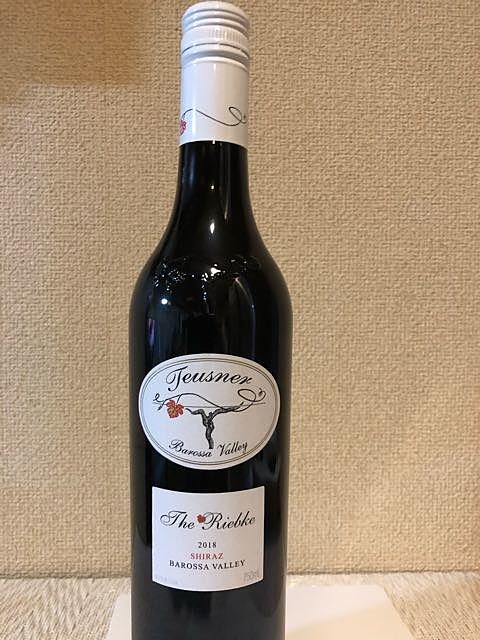 Teusner
Barossa Valley
The Riebke
2018
SHIRAZ
BAROSSA VALLEY
750mL